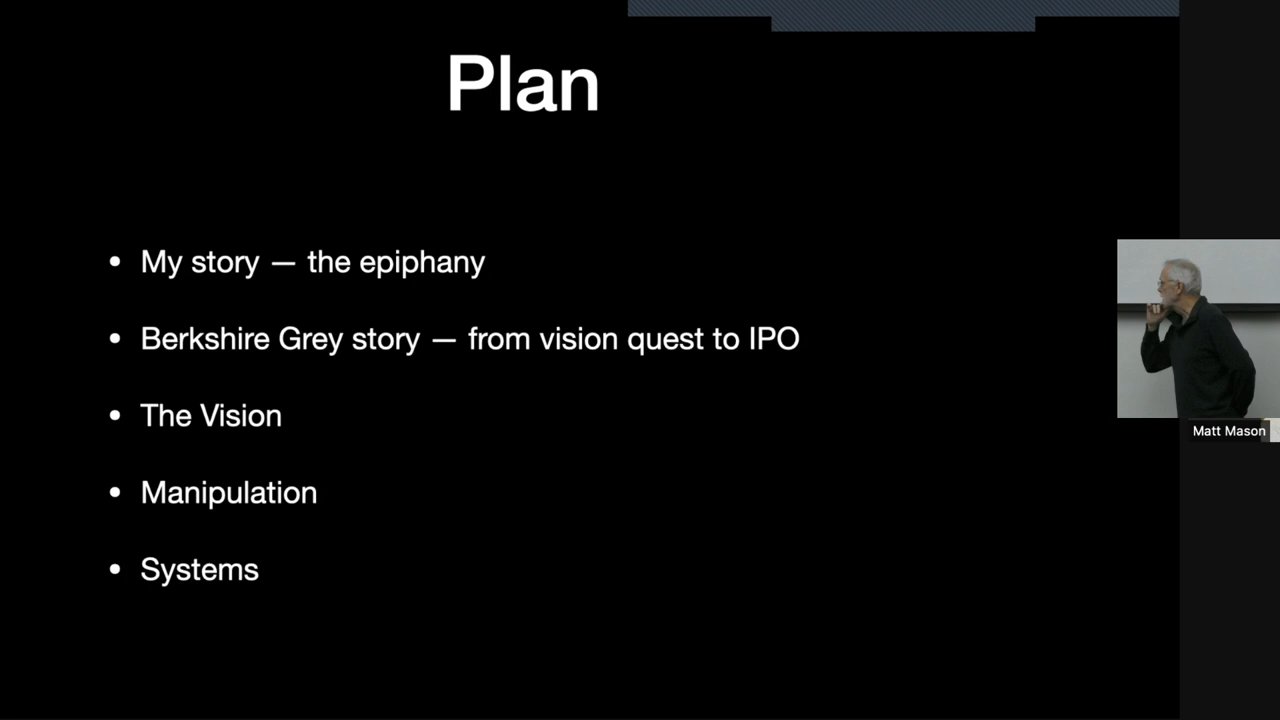 Plan
• My story — the epiphany
• Berkshire Grey story — from vision quest to IPO
• The Vision
• Manipulation
• Systems
Matt Mason